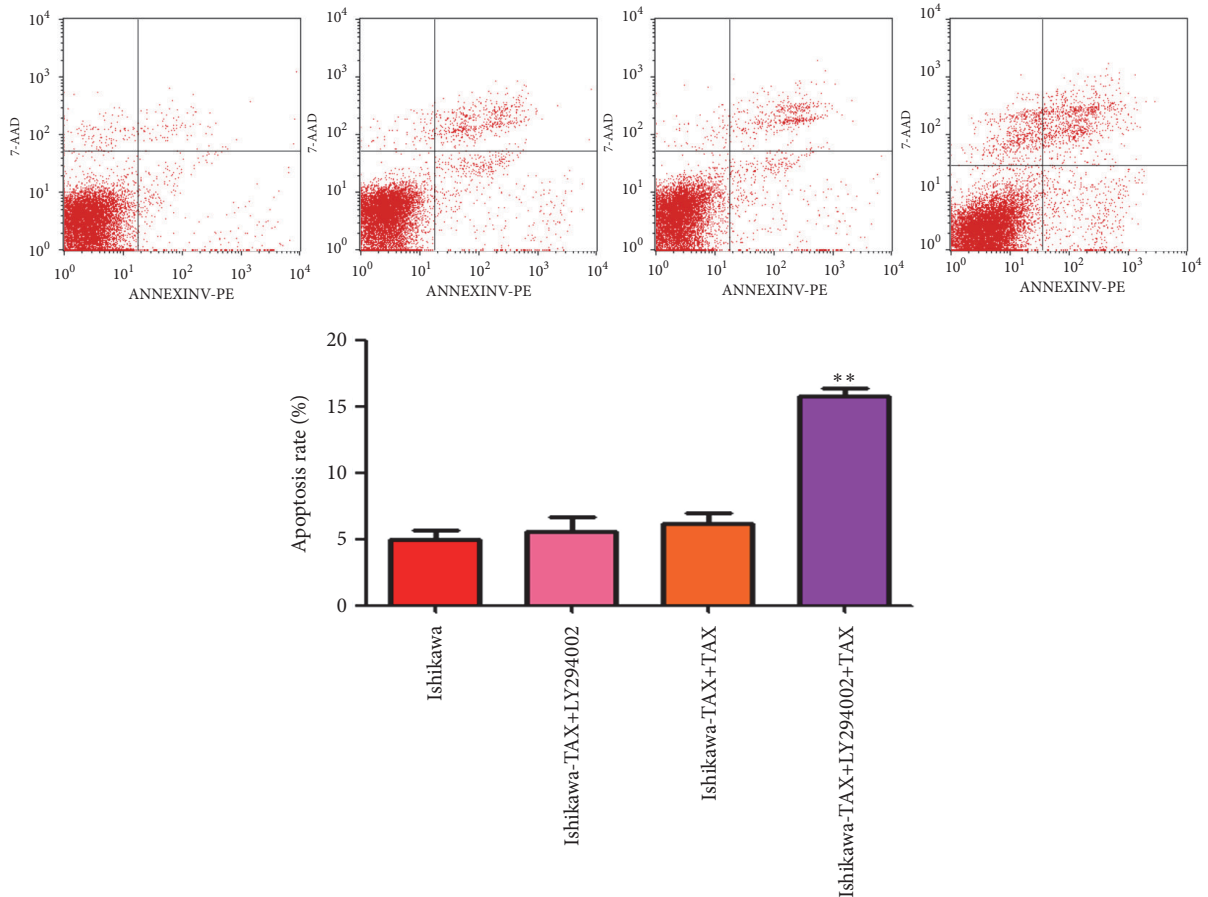 10⁴
10³
10²
10¹
10⁰
7-AAD
10⁰ 10¹ 10² 10³ 10⁴
ANNEXINV-PE
10⁴
10³
10²
10¹
10⁰
7-AAD
10⁰ 10¹ 10² 10³ 10⁴
ANNEXINV-PE
10⁴
10³
10²
10¹
10⁰
7-AAD
10⁰ 10¹ 10² 10³ 10⁴
ANNEXINV-PE
10⁴
10³
10²
10¹
10⁰
7-AAD
10⁰ 10¹ 10² 10³ 10⁴
ANNEXINV-PE
20
15
10
5
0
Apoptosis rate (%)
**
Ishikawa
Ishikawa-TAX+LY294002
Ishikawa-TAX+TAX
Ishikawa-TAX+LY294002+TAX